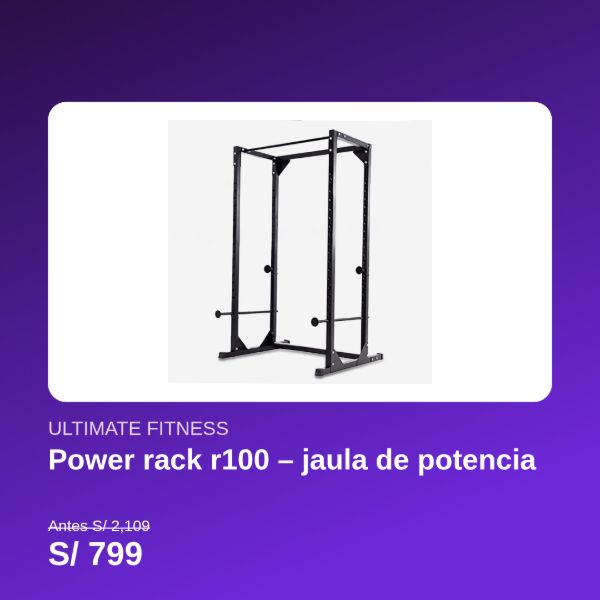 ULTIMATE FITNESS
Power rack r100 – jaula de potencia
Antes S/ 2,109
S/ 799